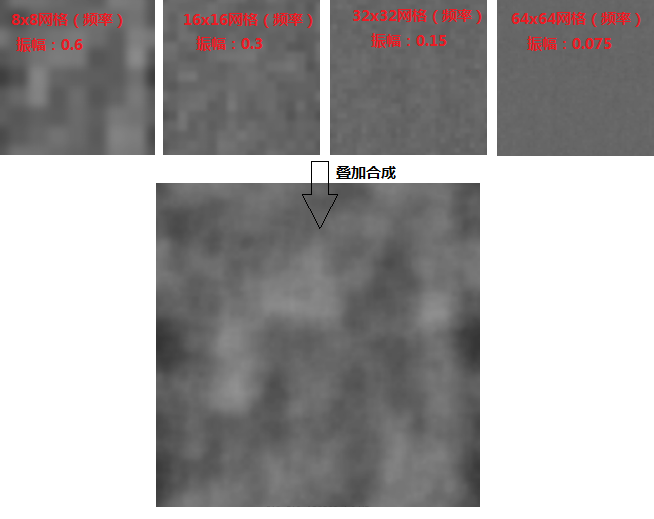 8x8网格（频率）
振幅：0.6
16x16网格（频率）
振幅：0.3
32x32网格（频率）
振幅：0.15
64x64网格（频率）
振幅：0.075
叠加合成